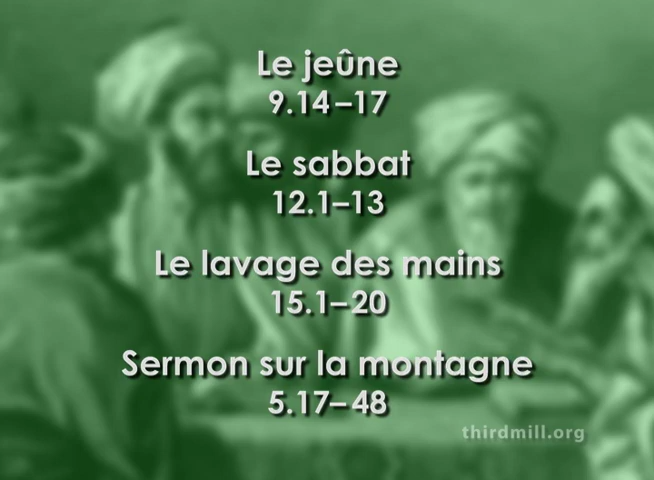 Le jeûne
9.14–17
Le sabbat
12.1–13
Le lavage des mains
15.1–20
Sermon sur la montagne
5.17–48
thirdmill.org